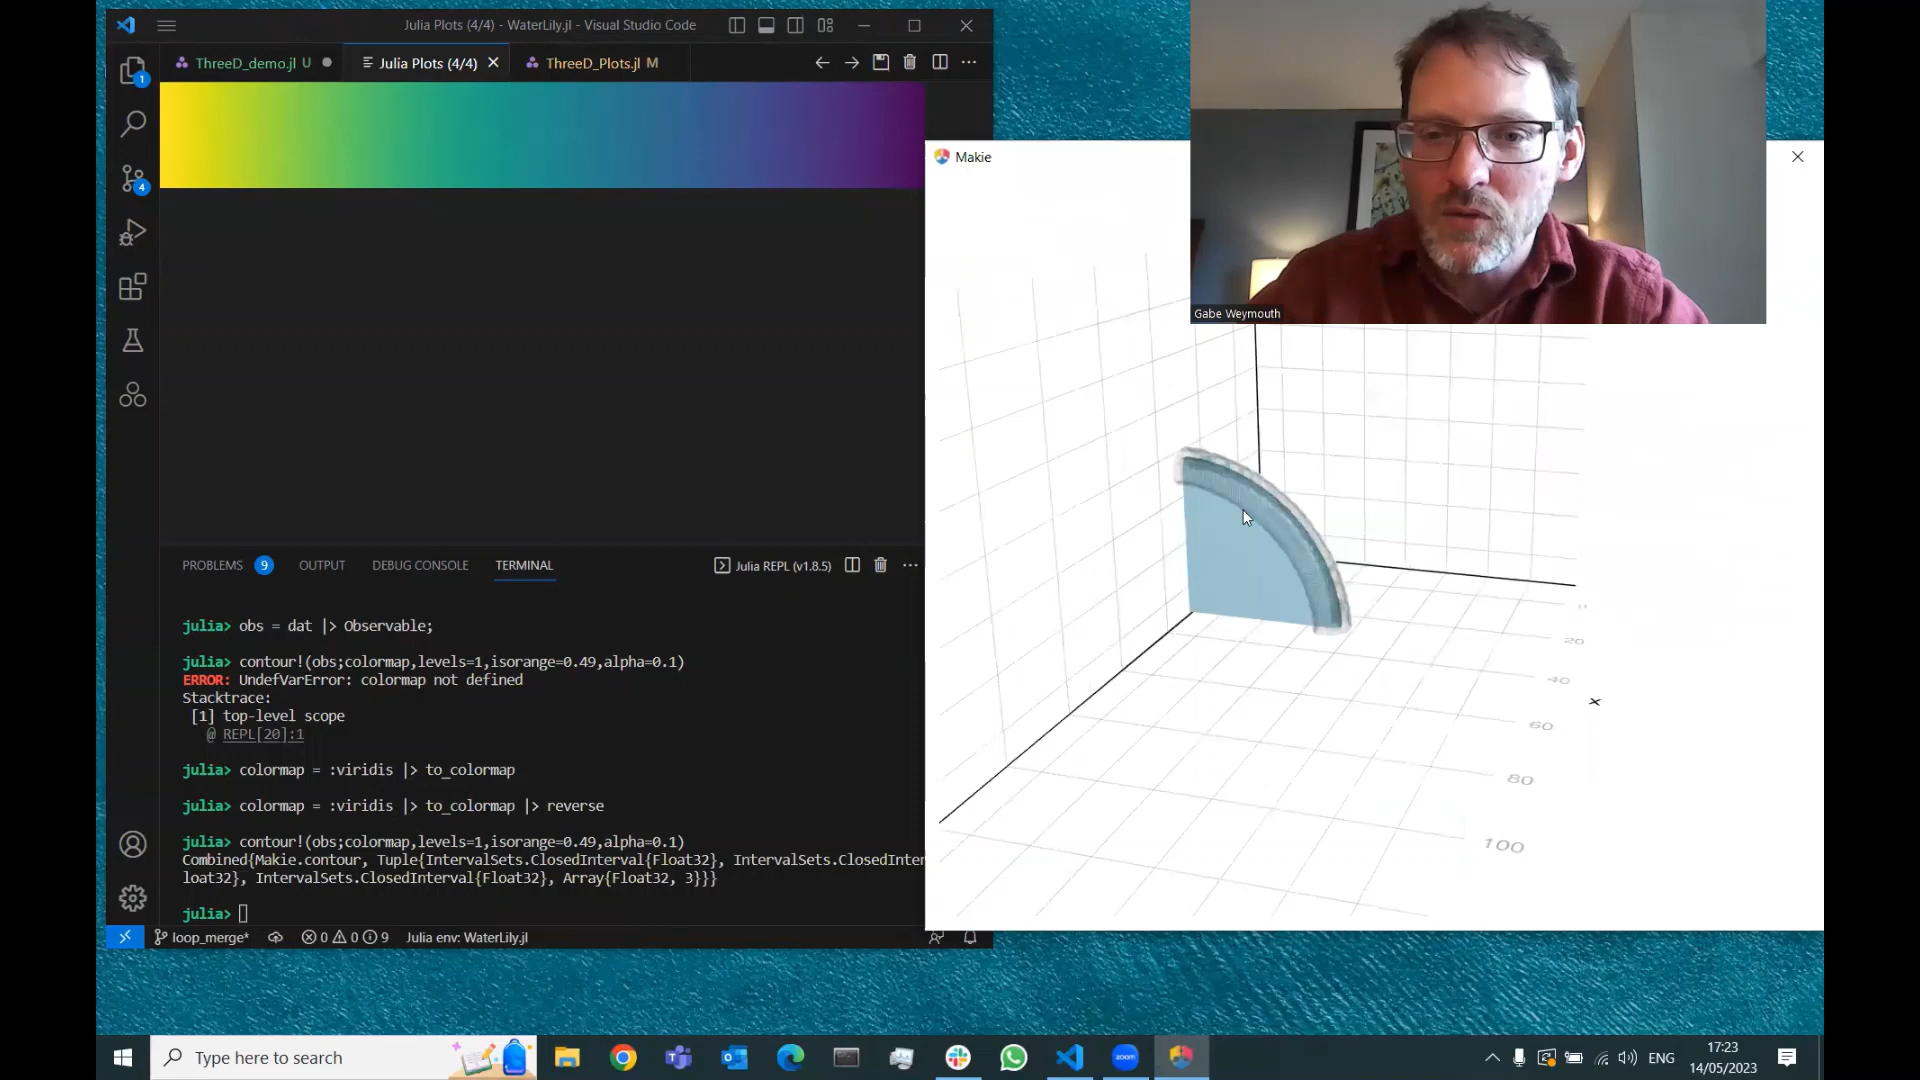 Julia Plots (4/4) - WaterLily.jl - Visual Studio Code
ThreeD_demo.jl U
Julia Plots (4/4)
ThreeD_Plots.jl M
1
4
Makie
Gabe Weymouth
PROBLEMS 9
OUTPUT
DEBUG CONSOLE
TERMINAL
Julia REPL (v1.8.5)
julia> obs = dat |> Observable;
julia> contour!(obs;colormap,levels=1,isorange=0.49,alpha=0.1)
ERROR: UndefVarError: colormap not defined
Stacktrace:
[1] top-level scope
@ REPL[20]:1
julia> colormap = :viridis |> to_colormap
julia> colormap = :viridis |> to_colormap |> reverse
julia> contour!(obs;colormap,levels=1,isorange=0.49,alpha=0.1)
Combined{Makie.contour, Tuple{IntervalSets.ClosedInterval{Float32}, IntervalSets.ClosedInter
loat32}, IntervalSets.ClosedInterval{Float32}, Array{Float32, 3}}}
julia>
0
20
40
x
60
80
100
loop_merge*
0 0 9
Julia env: WaterLily.jl
Type here to search
zoom
ENG
17:23
14/05/2023